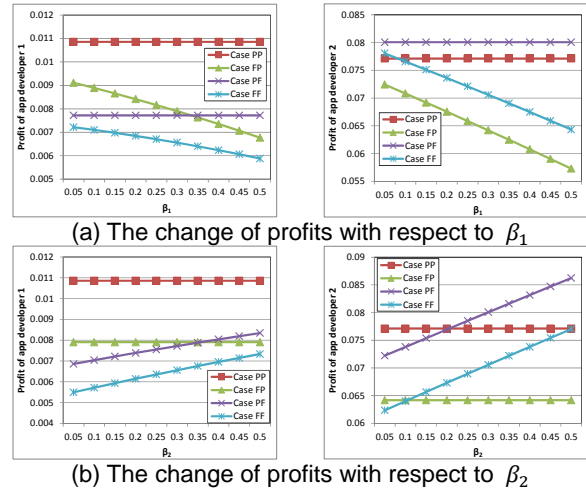 0.012
0.011
0.01
0.009
0.008
0.007
0.006
0.005
Profit of app developer 1
Case PP
Case FP
Case PF
Case FF
0.05 0.1 0.15 0.2 0.25 0.3 0.35 0.4 0.45 0.5
β1
0.085
0.08
0.075
0.07
0.065
0.06
0.055
Profit of app developer 2
Case PP
Case FP
Case PF
Case FF
0.05 0.1 0.15 0.2 0.25 0.3 0.35 0.4 0.45 0.5
β1
(a) The change of profits with respect to β1
0.012
0.011
0.01
0.009
0.008
0.007
0.006
0.005
0.004
Profit of app developer 1
Case PP
Case FP
Case PF
Case FF
0.05 0.1 0.15 0.2 0.25 0.3 0.35 0.4 0.45 0.5
β2
0.09
0.085
0.08
0.075
0.07
0.065
0.06
Profit of app developer 2
Case PP
Case FP
Case PF
Case FF
0.05 0.1 0.15 0.2 0.25 0.3 0.35 0.4 0.45 0.5
β2
(b) The change of profits with respect to β2